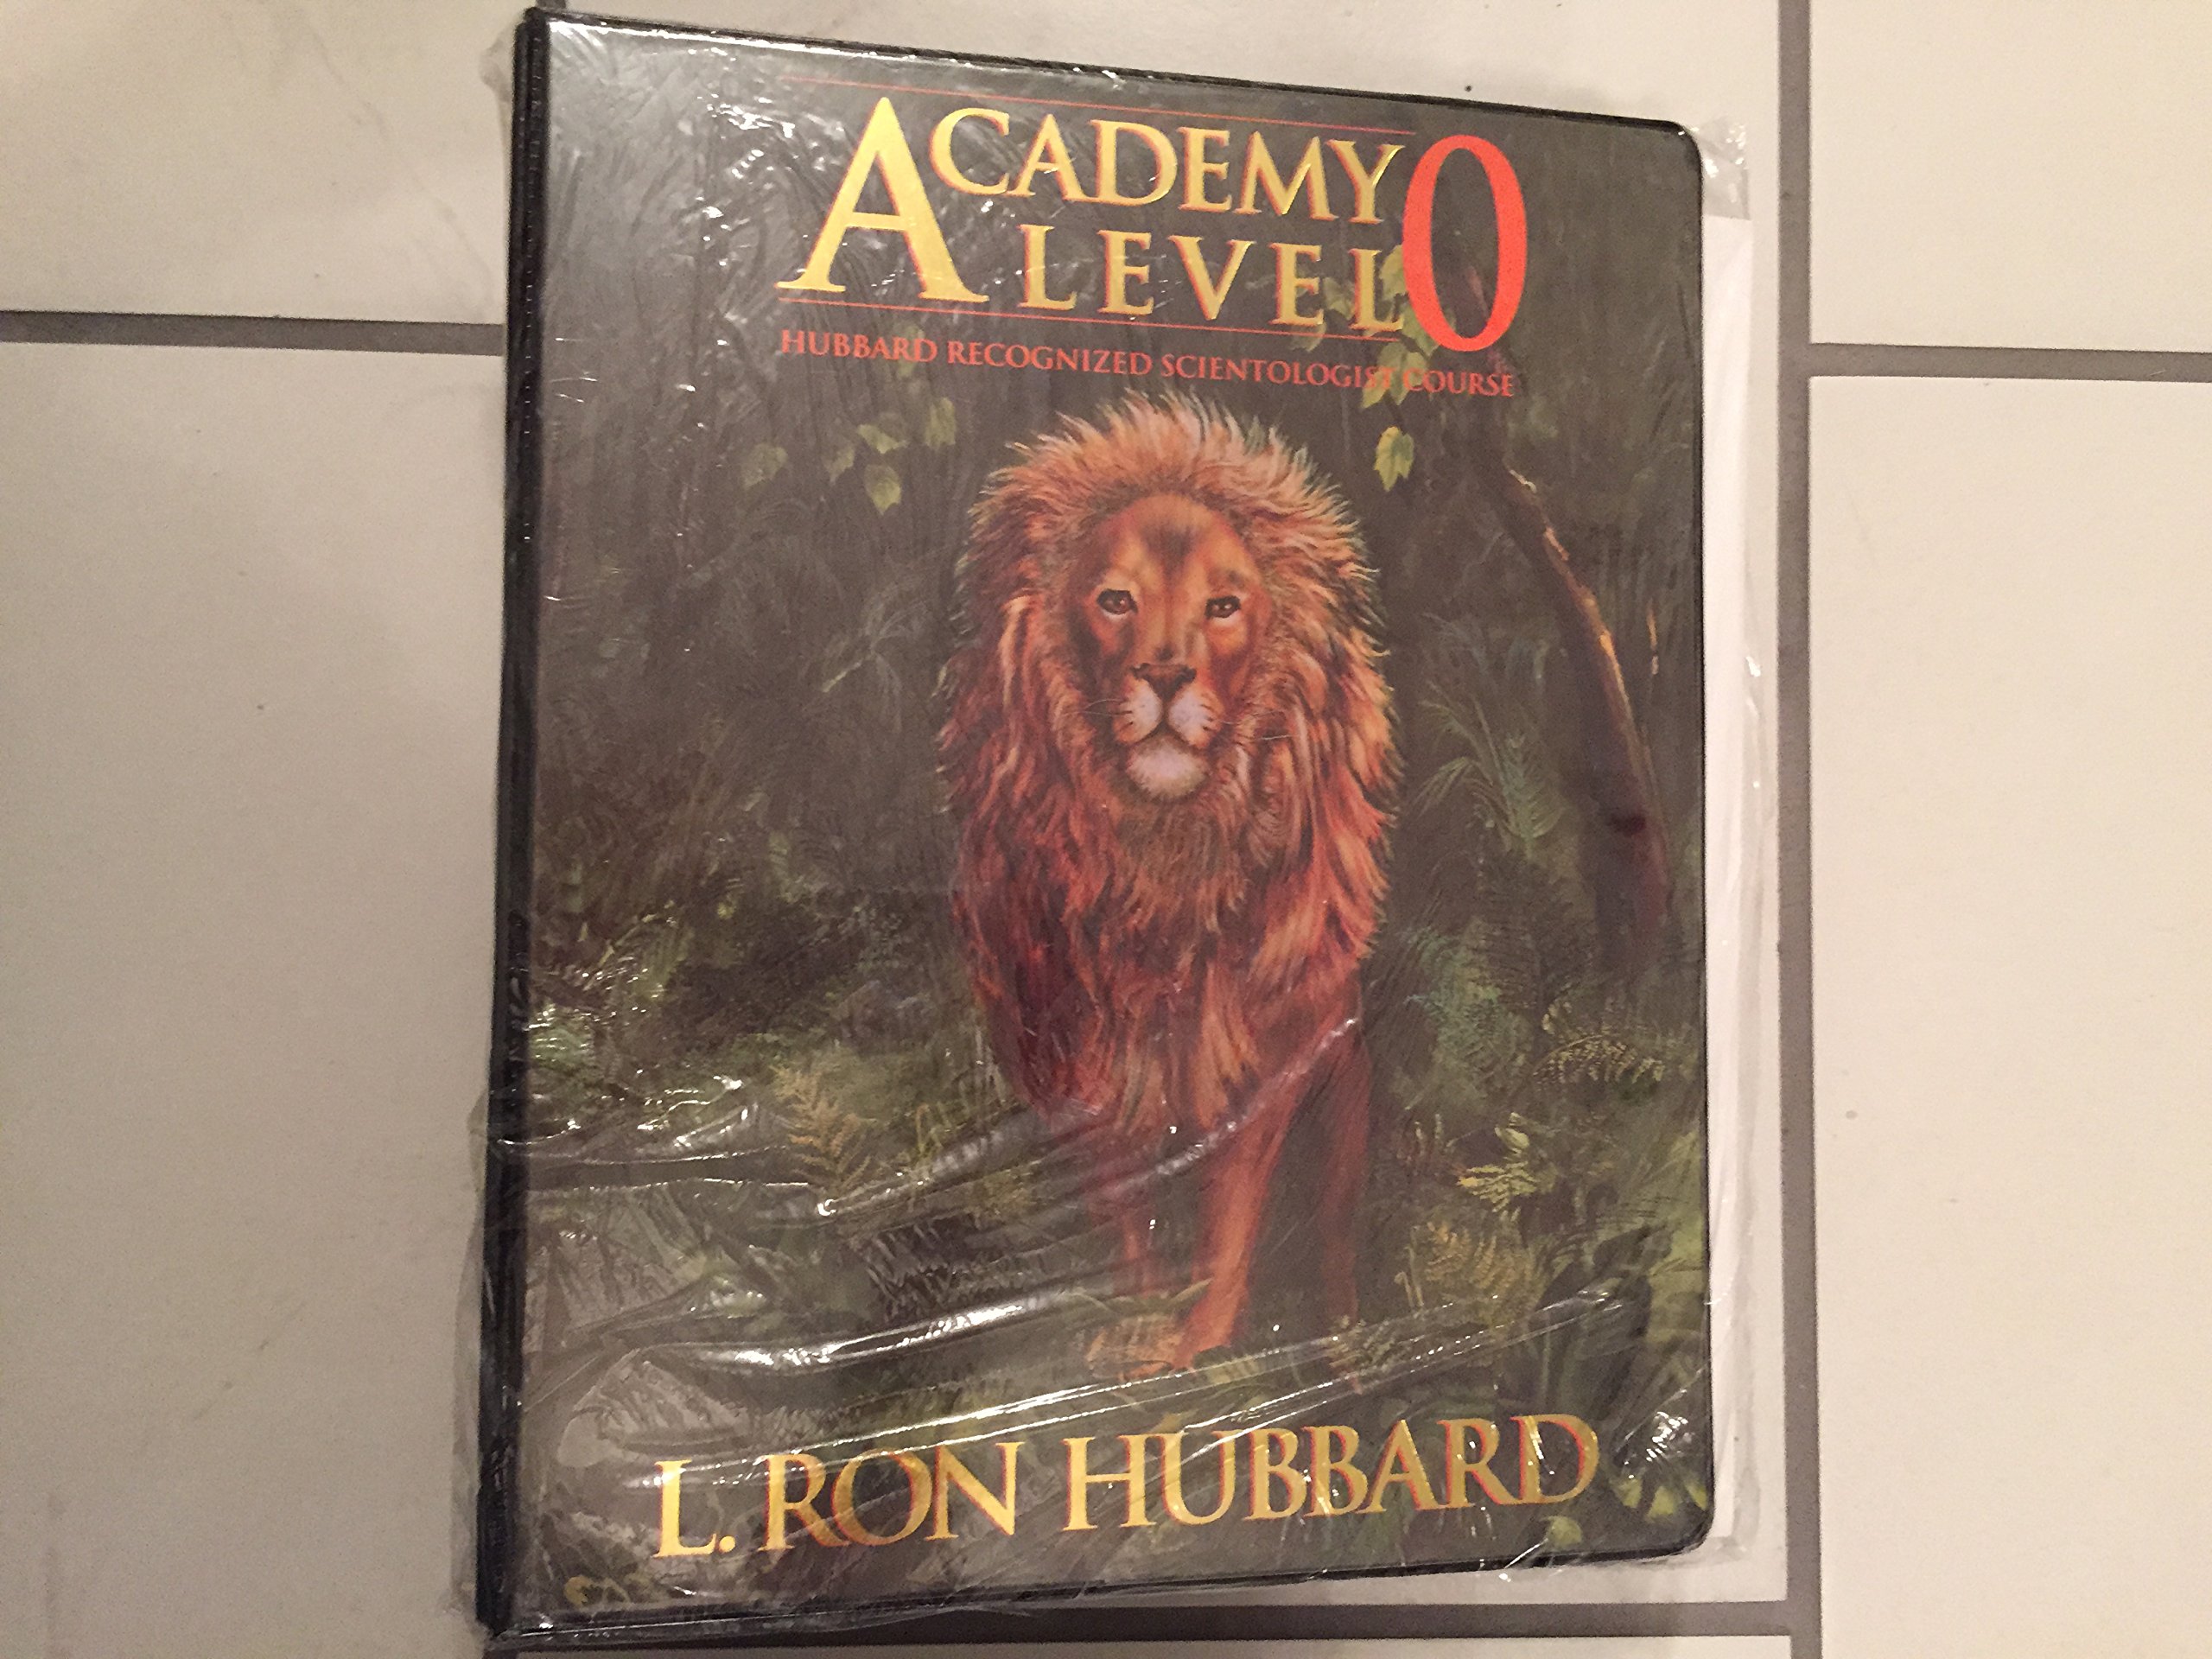 ACADEMY
LEVEL 0
HUBBARD RECOGNIZED SCIENTOLOGIST COURSE
L. RON HUBBARD